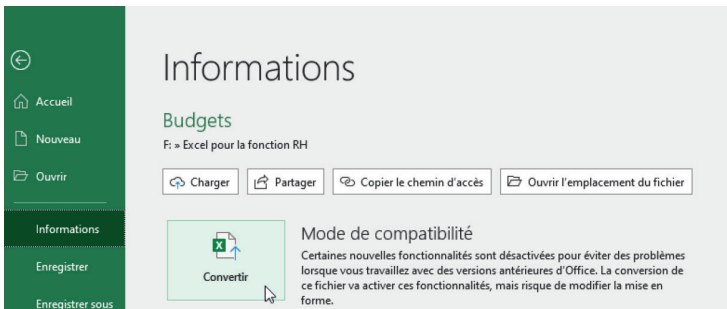 Informations
Accueil
Budgets
Nouveau
F: » Excel pour la fonction RH
Ouvrir
Charger
Partager
Copier le chemin d'accès
Ouvrir l'emplacement du fichier
Informations
Mode de compatibilité
Certaines nouvelles fonctionnalités sont désactivées pour éviter des problèmes
lorsque vous travaillez avec des versions antérieures d'Office. La conversion de
ce fichier va activer ces fonctionnalités, mais risque de modifier la mise en
forme.
Convertir
Enregistrer
Enregistrer sous